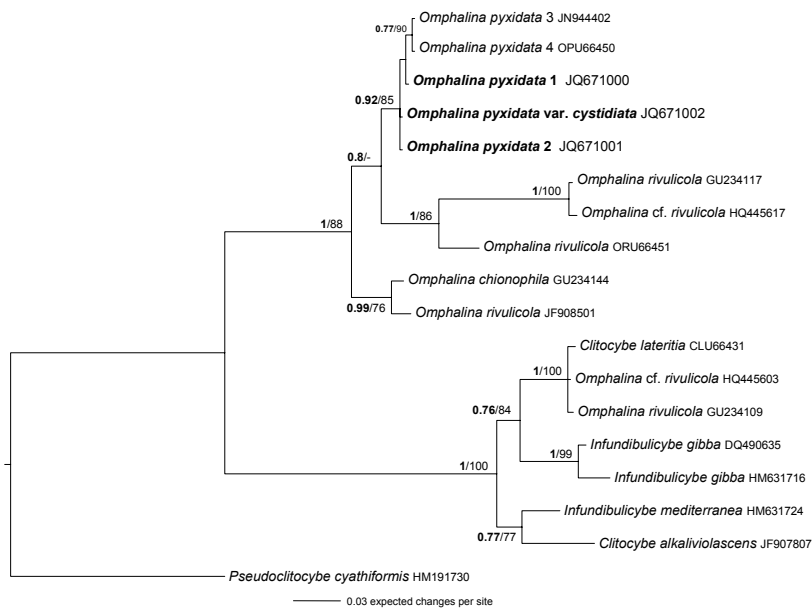 0.77/90
Omphalina pyxidata 3 JN944402
Omphalina pyxidata 4 OPU66450
Omphalina pyxidata 1 JQ671000
0.92/85
Omphalina pyxidata var. cystidiata JQ671002
Omphalina pyxidata 2 JQ671001
0.8/-
Omphalina rivulicola GU234117
1/100
Omphalina cf. rivulicola HQ445617
1/88
1/86
Omphalina rivulicola ORU66451
Omphalina chionophila GU234144
0.99/76
Omphalina rivulicola JF908501
Clitocybe lateritia CLU66431
1/100
Omphalina cf. rivulicola HQ445603
0.76/84
Omphalina rivulicola GU234109
Infundibulicybe gibba DQ490635
1/99
1/100
Infundibulicybe gibba HM631716
Infundibulicybe mediterranea HM631724
0.77/77
Clitocybe alkaliviolascens JF907807
Pseudoclitocybe cyathiformis HM191730
0.03 expected changes per site